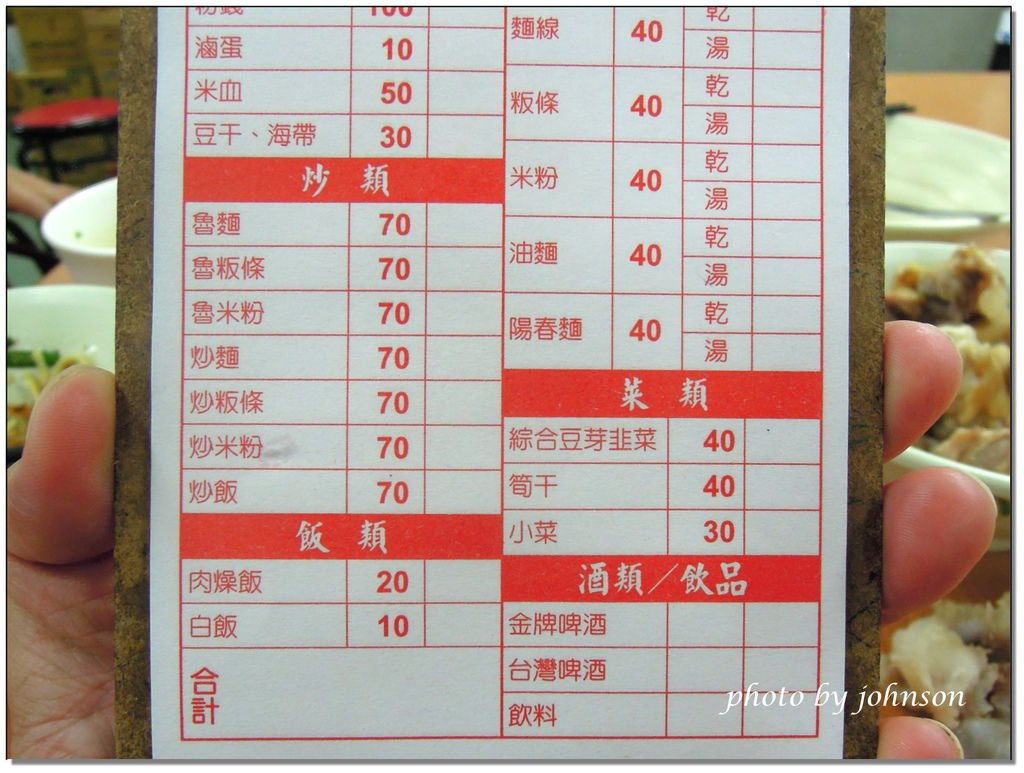 100
滷蛋 10
米血 50
豆干、海帶 30
炒類
魯麵 70
魯粄條 70
魯米粉 70
炒麵 70
炒粄條 70
炒米粉 70
炒飯 70
飯類
肉燥飯 20
白飯 10
合計
麵線 40 乾
湯
粄條 40 乾
湯
米粉 40 乾
湯
油麵 40 乾
湯
陽春麵 40 乾
湯
菜類
綜合豆芽韭菜 40
筍干 40
小菜 30
酒類／飲品
金牌啤酒
台灣啤酒
飲料
photo by johnson